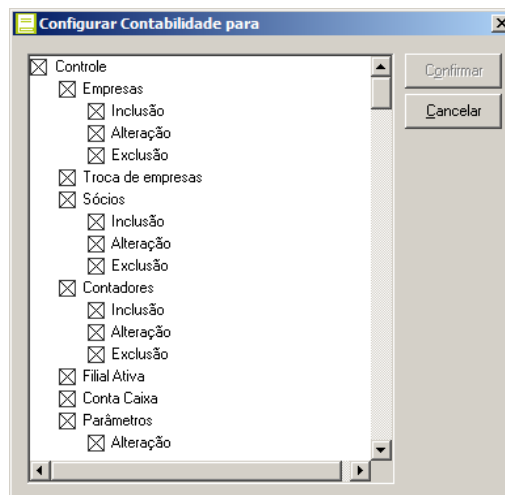 Configurar Contabilidade para
Controle
Empresas
Inclusão
Alteração
Exclusão
Troca de empresas
Sócios
Inclusão
Alteração
Exclusão
Contadores
Inclusão
Alteração
Exclusão
Filial Ativa
Conta Caixa
Parâmetros
Alteração
Confirmar
Cancelar